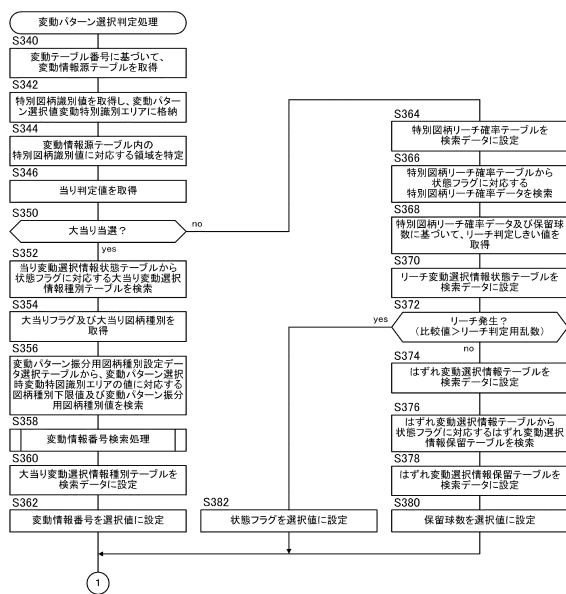 変動パターン選択判定処理
S340
変動テーブル番号に基づいて、
変動情報源テーブルを取得
S342
特別図柄識別値を取得し、変動パター
ン選択値変動特別識別エリアに格納
S344
変動情報源テーブル内の
特別図柄識別値に対応する領域を特定
S346
当り判定値を取得
S350
大当り当選？
no
yes
S352
当り変動選択情報状態テーブルから
状態フラグに対応する大当り変動選択
情報種別テーブルを検索
S354
大当りフラグ及び大当り図柄種別を
取得
S356
変動パターン振分用図柄種別設定デー
タ選択テーブルから、変動パターン選択
時変動特図識別エリアの値に対応する
図柄種別下限値及び変動パターン振分
用図柄種別値を検索
S358
変動情報番号検索処理
S360
大当り変動選択情報種別テーブルを
検索データに設定
S362
変動情報番号を選択値に設定
S364
特別図柄リーチ確率テーブルを
検索データに設定
S366
特別図柄リーチ確率テーブルから
状態フラグに対応する
特別図柄リーチ確率データを検索
S368
特別図柄リーチ確率データ及び保留球
数に基づいて、リーチ判定しきい値を
取得
S370
リーチ変動選択情報状態テーブルを
検索データに設定
S372
リーチ発生？
（比較値＞リーチ判定用乱数）
yes
no
S374
はずれ変動選択情報テーブルを
検索データに設定
S376
はずれ変動選択情報テーブルから
状態フラグに対応するはずれ変動選択
情報保留テーブルを検索
S378
はずれ変動選択情報保留テーブルを
検索データに設定
S380
保留球数を選択値に設定
S382
状態フラグを選択値に設定
1